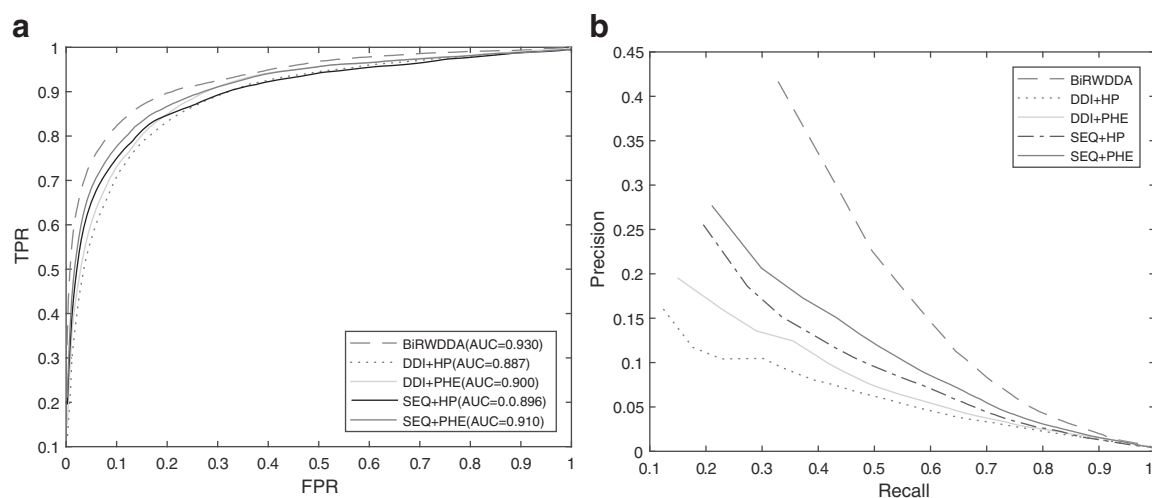 a
1
0.9
0.8
0.7
0.6
0.5
0.4
0.3
0.2
0.1
TPR
0 0.1 0.2 0.3 0.4 0.5 0.6 0.7 0.8 0.9 1
FPR
BiRWDDA(AUC=0.930)
DDI+HP(AUC=0.887)
DDI+PHE(AUC=0.900)
SEQ+HP(AUC=0.0.896)
SEQ+PHE(AUC=0.910)
b
0.45
0.4
0.35
0.3
0.25
0.2
0.15
0.1
0.05
0
Precision
0.1 0.2 0.3 0.4 0.5 0.6 0.7 0.8 0..9 1
Recall
BiRWDDA
DDI+HP
DDI+PHE
SEQ+HP
SEQ+PHE